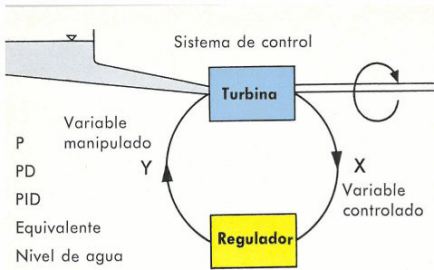 Sistema de control
Turbina
Variable
manipulado
Y
X
Variable
controlado
P
PD
PID
Equivalente
Nivel de agua
Regulador